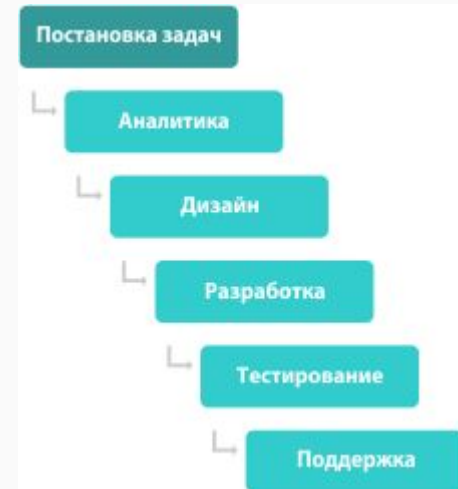 Постановка задач
Аналитика
Дизайн
Разработка
Тестирование
Поддержка